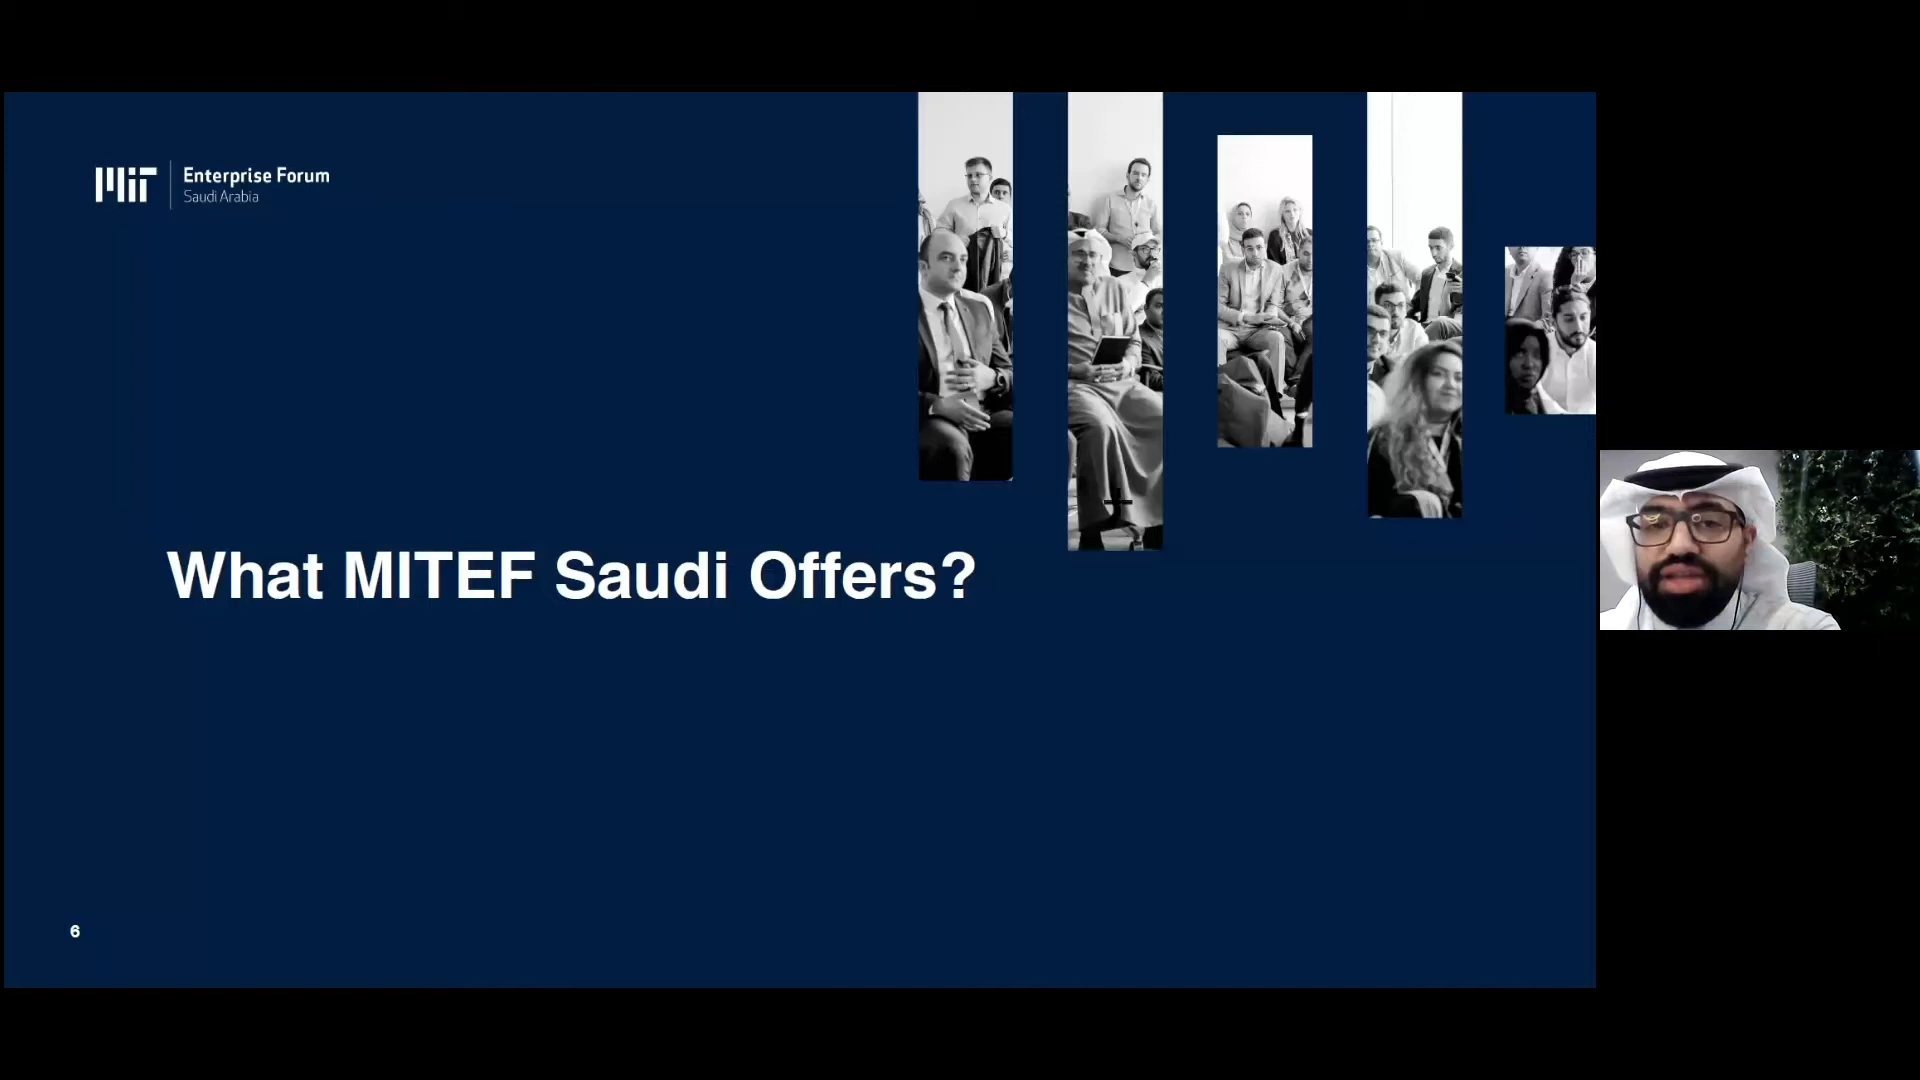 MIT
Enterprise Forum
Saudi Arabia
What MITEF Saudi Offers?
6